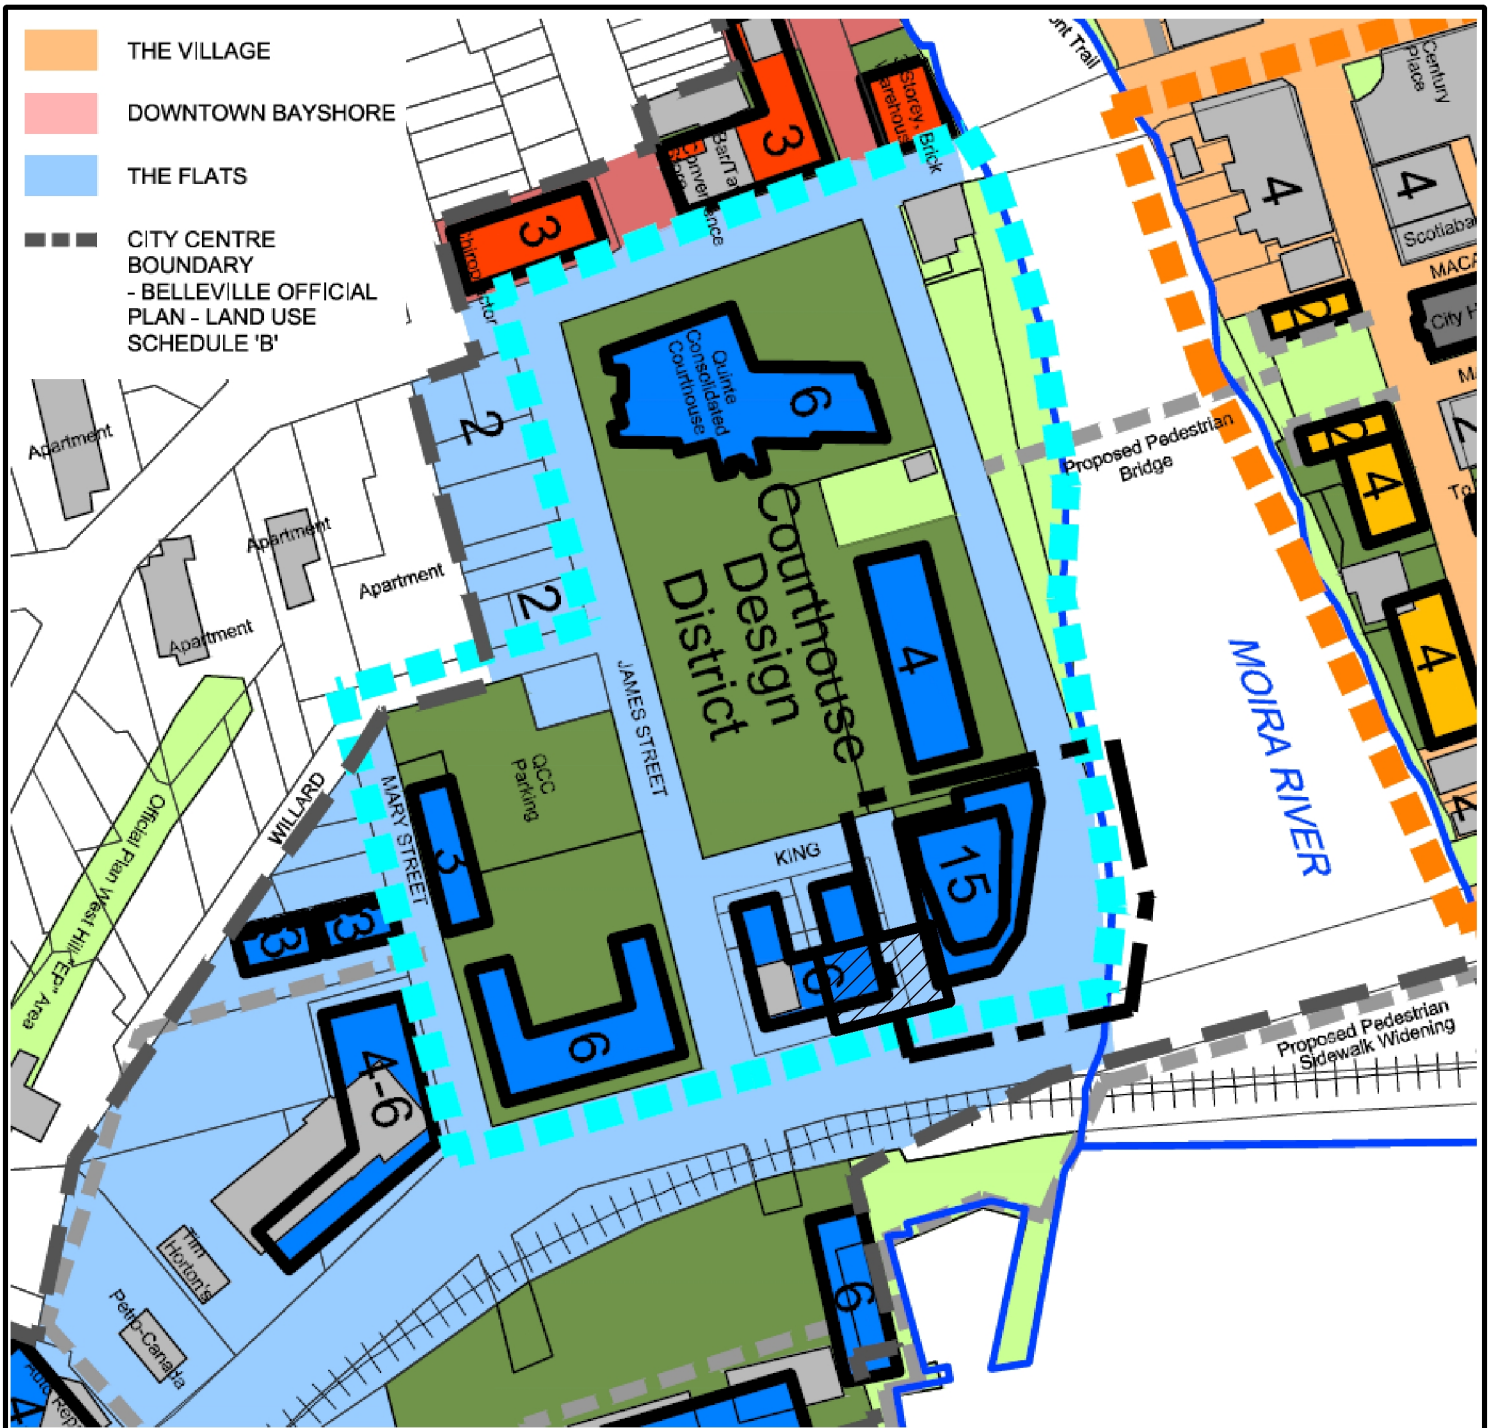 THE VILLAGE
DOWNTOWN BAYSHORE
THE FLATS
CITY CENTRE
BOUNDARY
- BELLEVILLE OFFICIAL
PLAN - LAND USE
SCHEDULE 'B'
Storey, Brick
3
3
Century
Place
4
4
MOIRA RIVER
2
City H
Quinte
Consolidated
Courthouse
6
2
2
Apartment
Apartment
Apartment
Apartment
Proposed Pedestrian
Bridge
2
4
2
4
4
Courthouse
Design
District
4
JAMES STREET
QCC
Parking
MARY STREET
WILLARD
Official Plan West Hill "EP" Area
KING
15
3
3
3
6
6
4-6
Proposed Pedestrian
Sidewalk Widening
Tim
Horton's
Petro-Canada
6
4